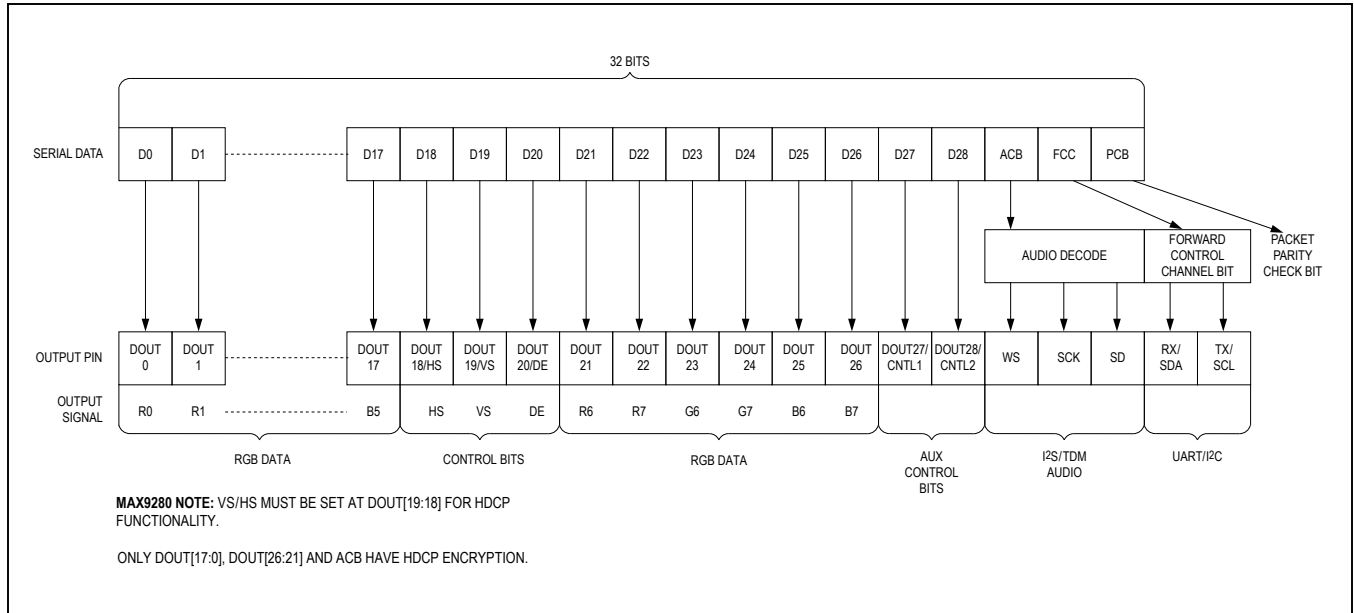 32 BITS
SERIAL DATA D0 D1 D17 D18 D19 D20 D21 D22 D23 D24 D25 D26 D27 D28 ACB FCC PCB
AUDIO DECODE
FORWARD
CONTROL
CHANNEL BIT
PACKET
PARITY
CHECK BIT
OUTPUT PIN
DOUT
0
DOUT
1
DOUT
17
DOUT
18/HS
DOUT
19/VS
DOUT
20/DE
DOUT
21
DOUT
22
DOUT
23
DOUT
24
DOUT
25
DOUT
26
DOUT27/
CNTL1
DOUT28/
CNTL2
WS
SCK
SD
RX/
SDA
TX/
SCL
OUTPUT
SIGNAL
R0 R1 B5 HS VS DE R6 R7 G6 G7 B6 B7
RGB DATA
CONTROL BITS
RGB DATA
AUX
CONTROL
BITS
I2S/TDM
AUDIO
UART/I2C
MAX9280 NOTE: VS/HS MUST BE SET AT DOUT[19:18] FOR HDCP
FUNCTIONALITY.
ONLY DOUT[17:0], DOUT[26:21] AND ACB HAVE HDCP ENCRYPTION.